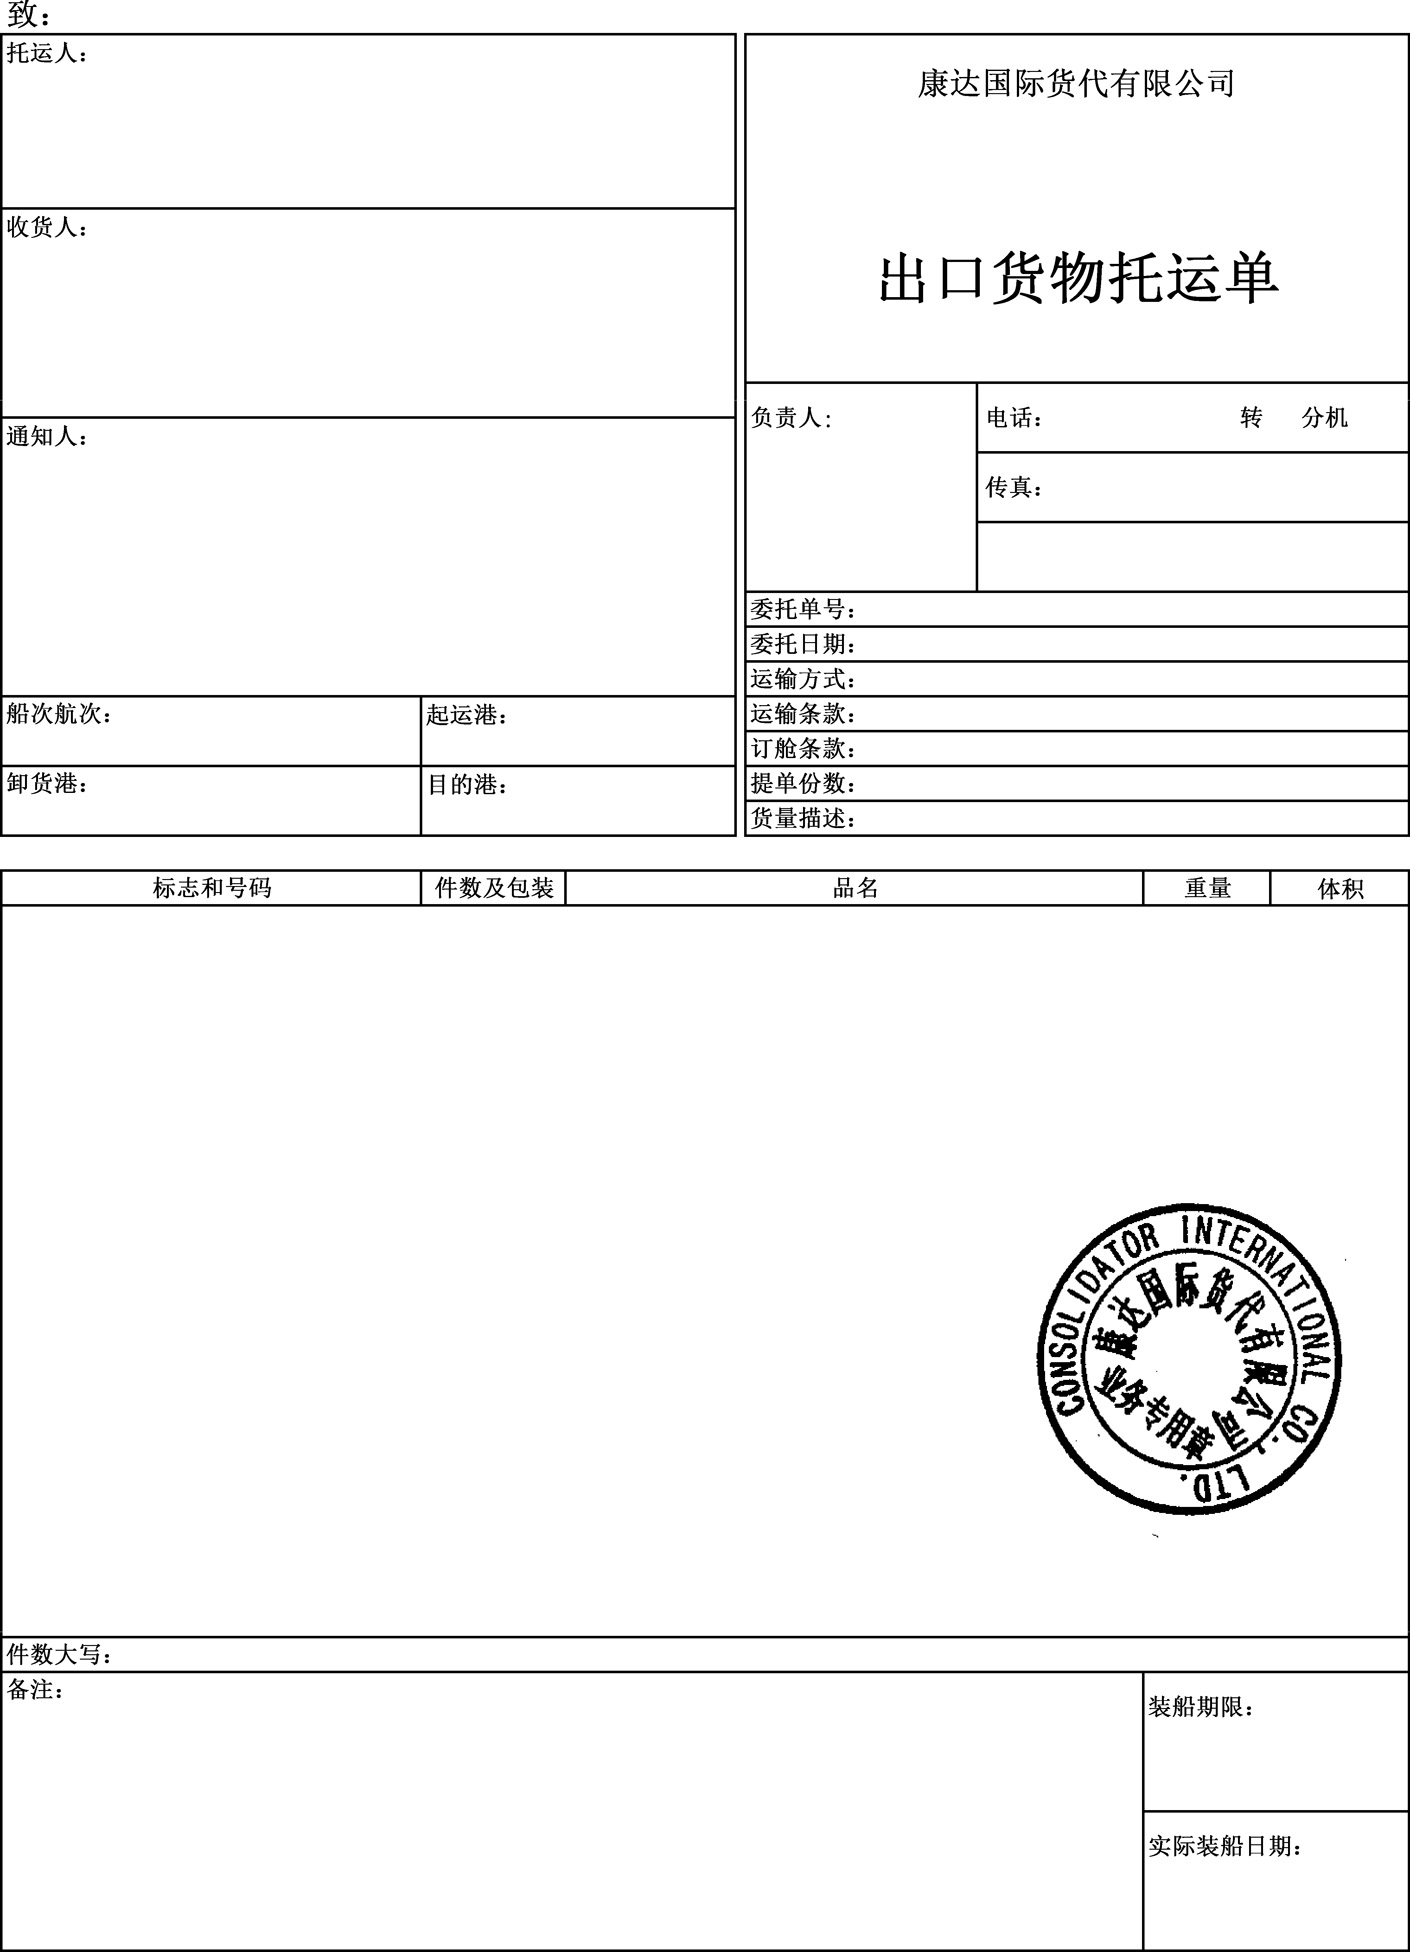 致：
托运人：
康达国际货代有限公司
收货人：
出口货物托运单
通知人：
负责人:
电话： 转 分机
传真：
委托单号：
委托日期：
运输方式：
船次航次：
起运港：
运输条款：
订舱条款：
卸货港：
目的港：
提单份数：
货量描述：
标志和号码 件数及包装 品名 重量 体积
CONSOLIDATOR INTERNATIONAL CO., LTD.
康达国际货代有限公司
业务专用章
件数大写：
备注：
装船期限：
实际装船日期：